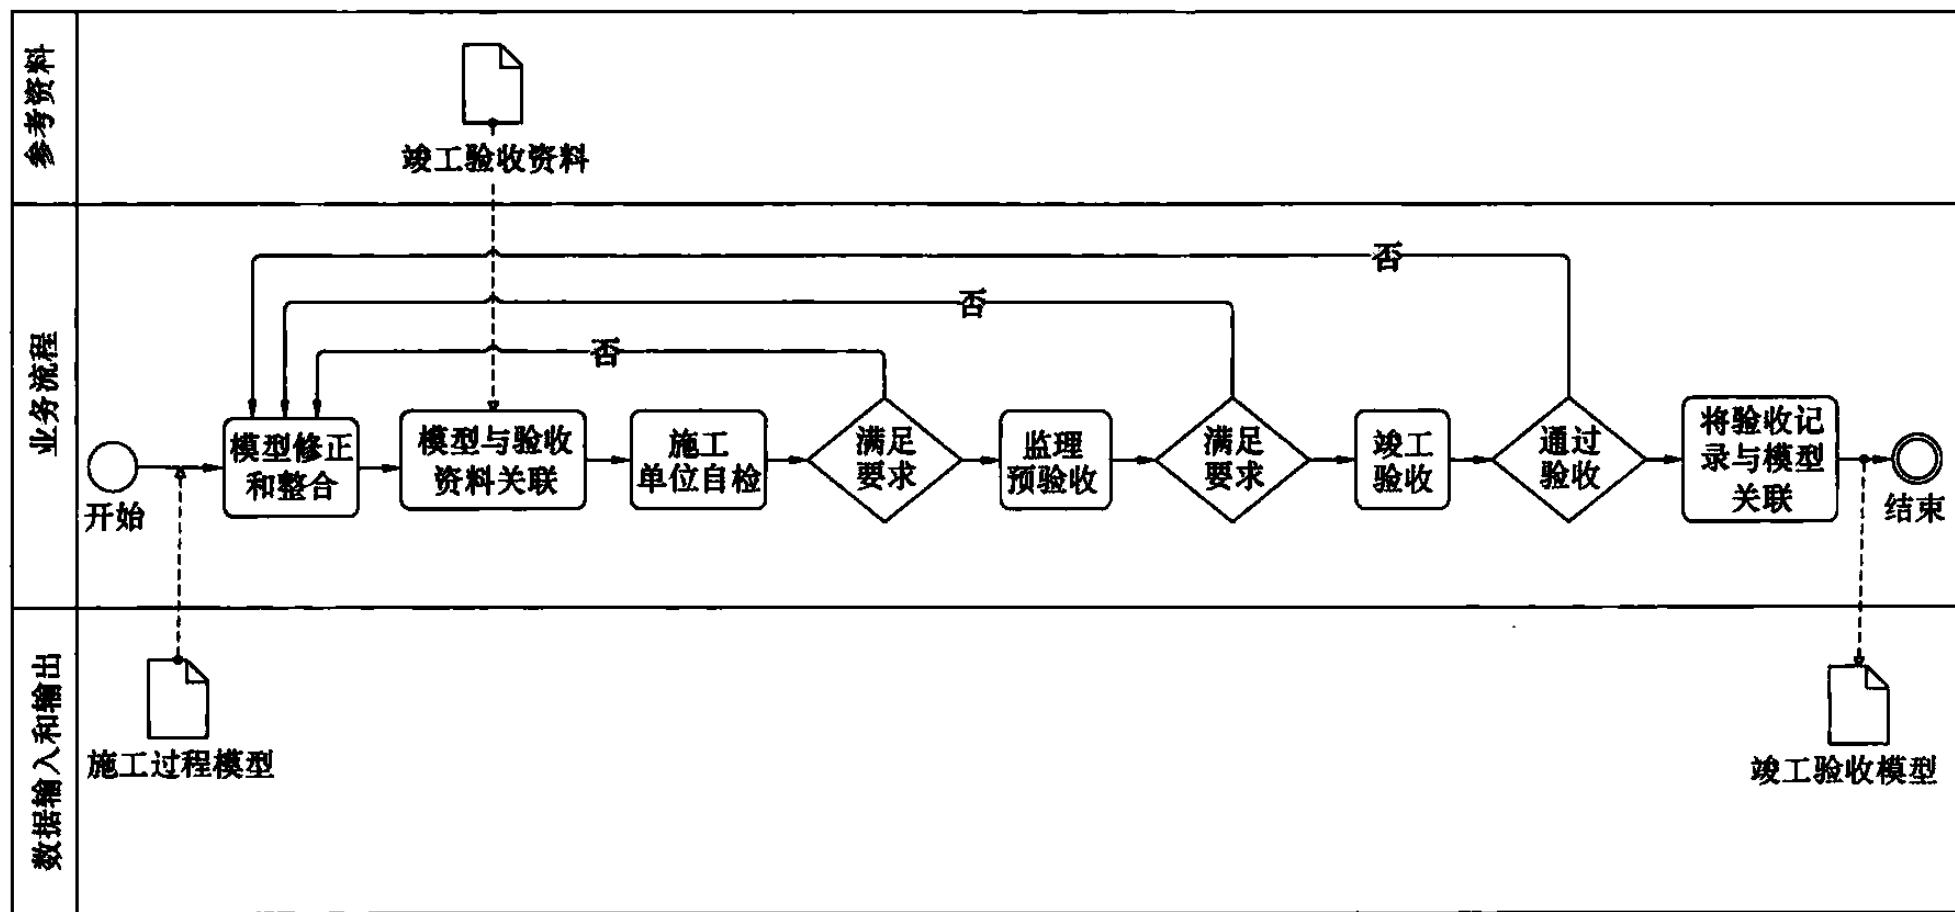 参考资料
竣工验收资料
业务流程
否
否
否
开始
模型修正
和整合
模型与验收
资料关联
施工
单位自检
满足
要求
监理
预验收
满足
要求
竣工
验收
通过
验收
将验收记
录与模型
关联
结束
数据输入和输出
施工过程模型
竣工验收模型